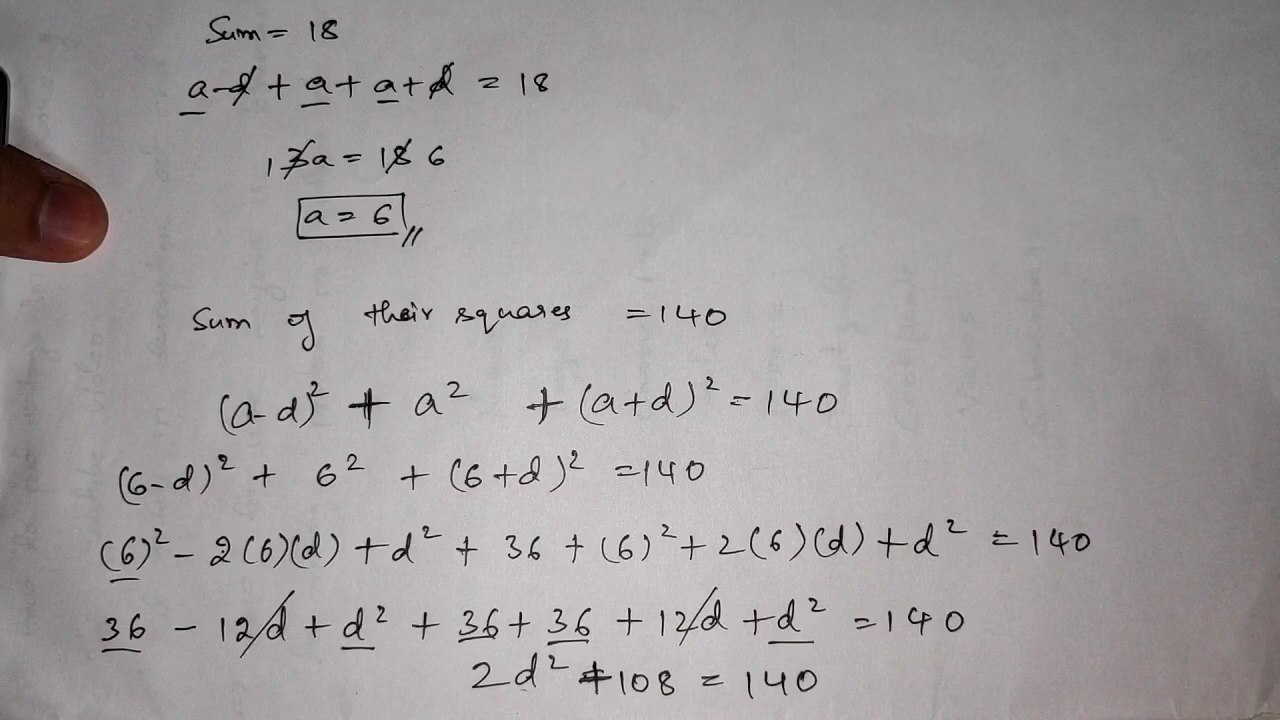 Sum = 18
a-d + a + a+d = 18
1 3a = 18 6
a = 6 //
Sum of their squares = 140
(a-d)² + a² + (a+d)² = 140
(6-d)² + 6² + (6+d)² = 140
(6)² - 2(6)(d) + d² + 36 + (6)² + 2(6)(d) + d² = 140
36 - 12d + d² + 36 + 36 + 12d + d² = 140
2d² + 108 = 140